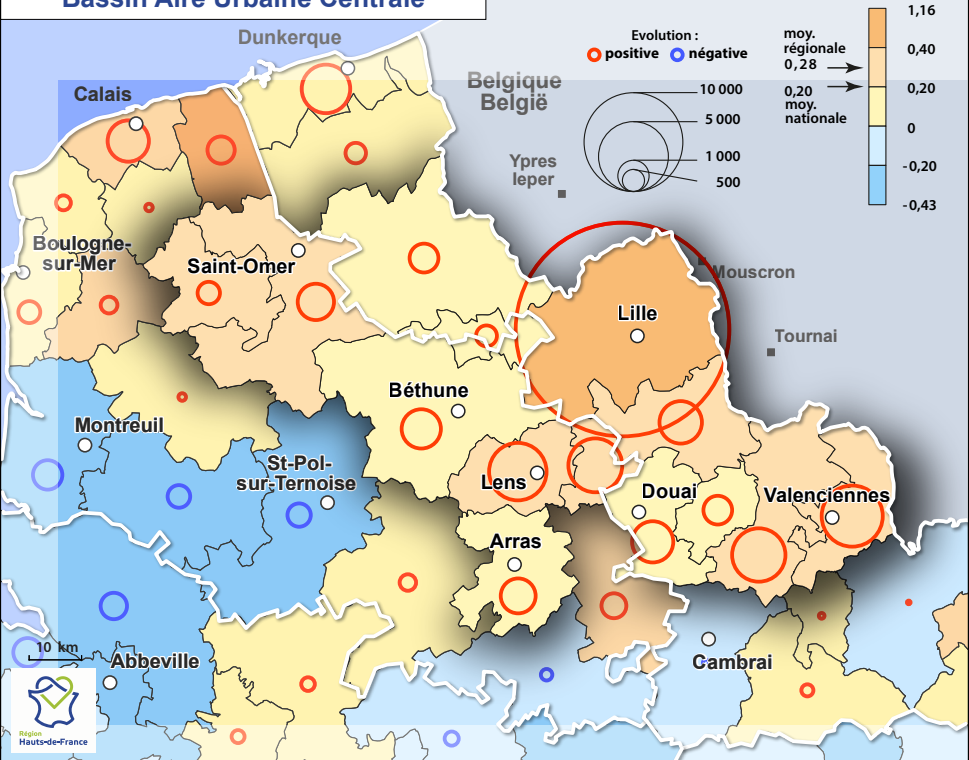 Bassin Aire Urbaine Centrale
Dunkerque
Calais
Belgique
België
Ypres
Ieper
Evolution :
positive
négative
10 000
5 000
1 000
500
moy.
régionale
0,28
0,20
moy.
nationale
1,16
0,40
0,20
0
-0,20
-0,43
Boulogne-
sur-Mer
Saint-Omer
Mouscron
Lille
Tournai
Béthune
Montreuil
St-Pol-
sur-Ternoise
Lens
Douai
Valenciennes
Arras
Cambrai
10 km
Abbeville
Région
Hauts-de-France